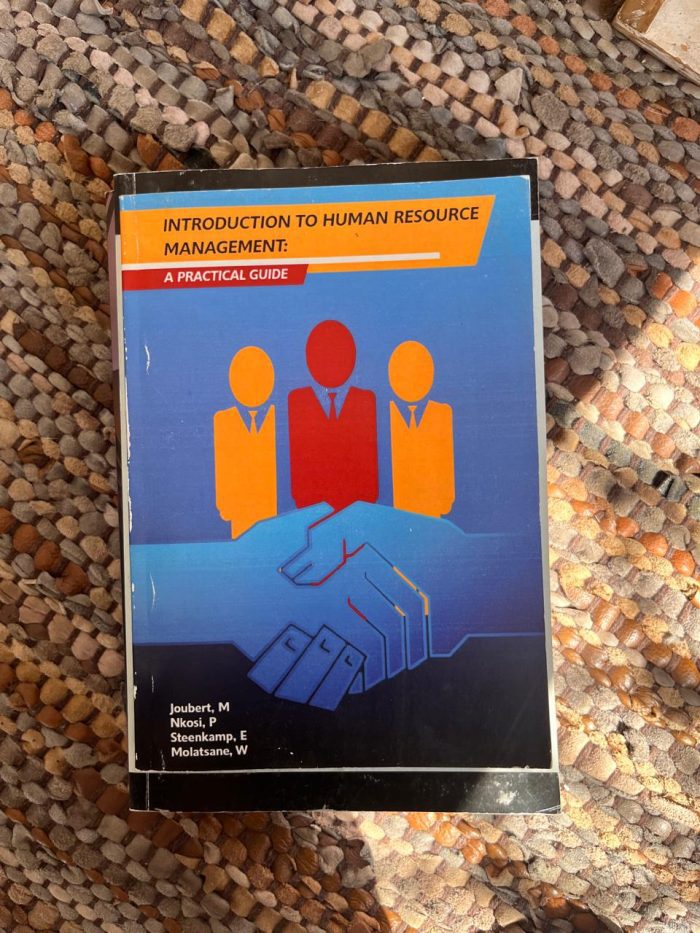 INTRODUCTION TO HUMAN RESOURCE
MANAGEMENT:
A PRACTICAL GUIDE
Joubert, M
Nkosi, P
Steenkamp, E
Molatsane, W